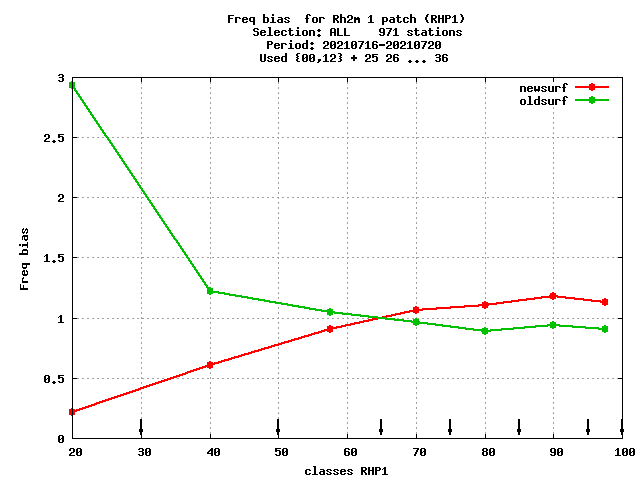 Freq bias  for Rh2m 1 patch (RHP1)
Selection: ALL    971 stations
Period: 20210716-20210720
Used {00,12} + 25 26 ... 36
newsurf
oldsurf
3
2.5
2
1.5
1
0.5
0
Freq bias
20 30 40 50 60 70 80 90 100
classes RHP1